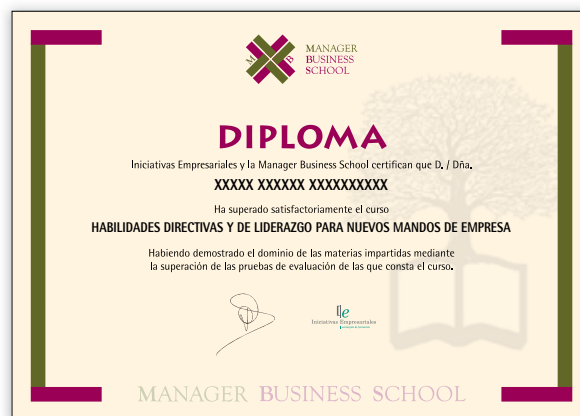 M B
MANAGER
BUSINESS
SCHOOL
DIPLOMA
Iniciativas Empresariales y la Manager Business School certifican que D. / Dña.
XXXXX XXXXXX XXXXXXXXXX
Ha superado satisfactoriamente el curso
HABILIDADES DIRECTIVAS Y DE LIDERAZGO PARA NUEVOS MANDOS DE EMPRESA
Habiendo demostrado el dominio de las materias impartidas mediante
la superación de las pruebas de evaluación de las que consta el curso.
Iniciativas Empresariales
MANAGER BUSINESS SCHOOL